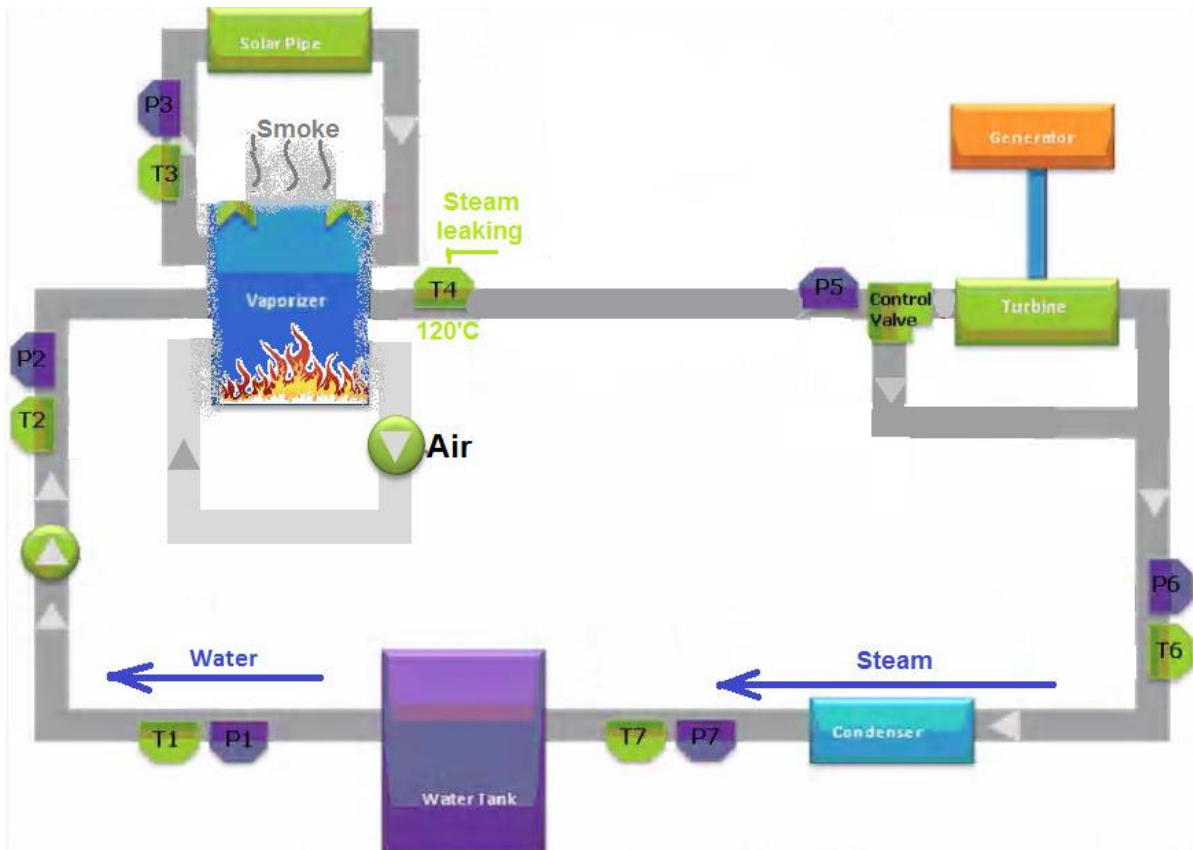 Solar Pipe
P3
Smoke
Generator
T3
Steam
leaking
T4
P5
Control
Valve
Turbine
Vaporizer
120'C
P2
T2
Air
P6
T6
Water
Steam
T1
P1
T7
P7
Condenser
Water Tank